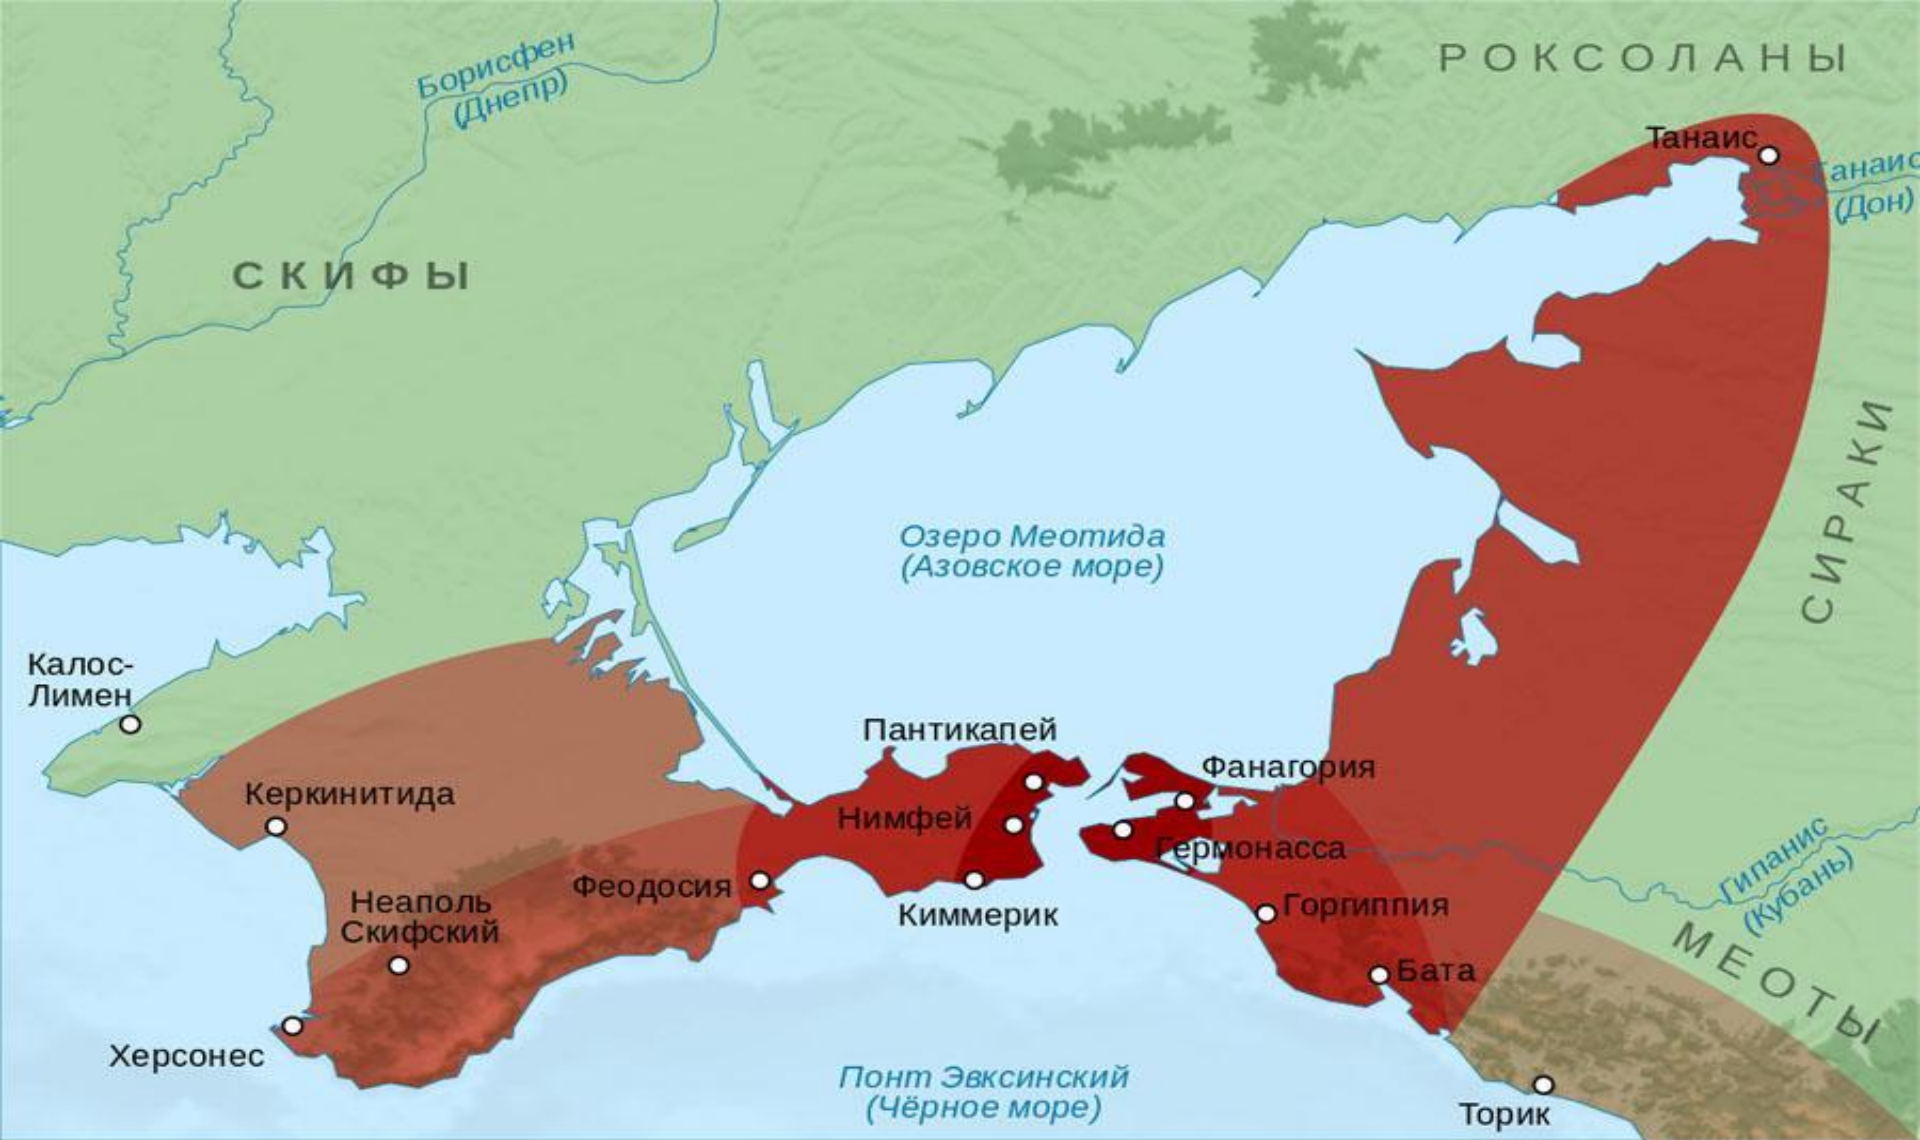 Борисфен
(Днепр)
РОКСОЛАНЫ
Танаис
Танаис
(Дон)
СКИФЫ
СИРАКИ
Озеро Меотида
(Азовское море)
Калос-
Лимен
Пантикапей
Фанагория
Керкинитида
Нимфей
Гермонасса
Гипанис
(Кубань)
Феодосия
Неаполь
Скифский
Киммерик
Горгиппия
МЕОТЫ
Бата
Херсонес
Понт Эвксинский
(Чёрное море)
Торик